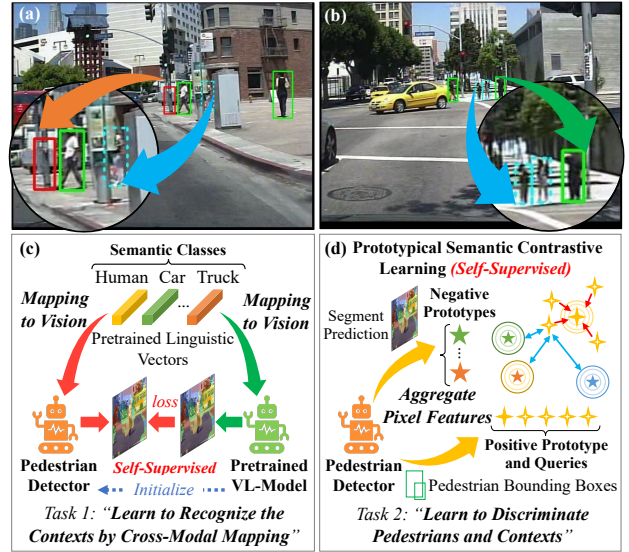 (a)
(b)
(c)
Semantic Classes
Human Car Truck
...
Mapping
to Vision
Mapping
to Vision
Pretrained Linguistic
Vectors
loss
Pedestrian
Detector
Self-Supervised
Pretrained
VL-Model
Initialize
Task 1: “Learn to Recognize the
Contexts by Cross-Modal Mapping”
(d) Prototypical Semantic Contrastive
Learning (Self-Supervised)
Segment
Prediction
Negative
Prototypes
...
Aggregate
Pixel Features
Positive Prototype
and Queries
Pedestrian
Detector
Pedestrian Bounding Boxes
Task 2: “Learn to Discriminate
Pedestrians and Contexts”